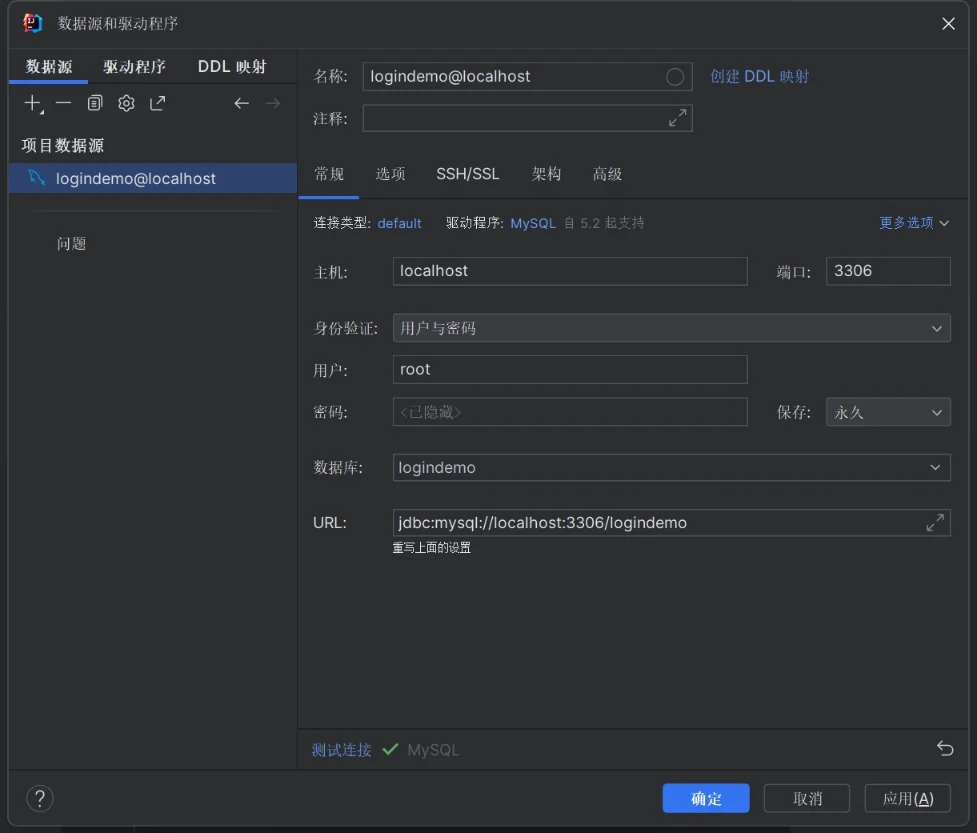 数据源和驱动程序
数据源 驱动程序 DDL 映射
项目数据源
logindemo@localhost
问题
名称: logindemo@localhost 创建 DDL 映射
注释:
常规 选项 SSH/SSL 架构 高级
连接类型: default 驱动程序: MySQL 自 5.2 起支持 更多选项
主机: localhost 端口: 3306
身份验证: 用户与密码
用户: root
密码: <已隐藏> 保存: 永久
数据库: logindemo
URL: jdbc:mysql://localhost:3306/logindemo
重写上面的设置
测试连接 MySQL
? 确定 取消 应用(A)